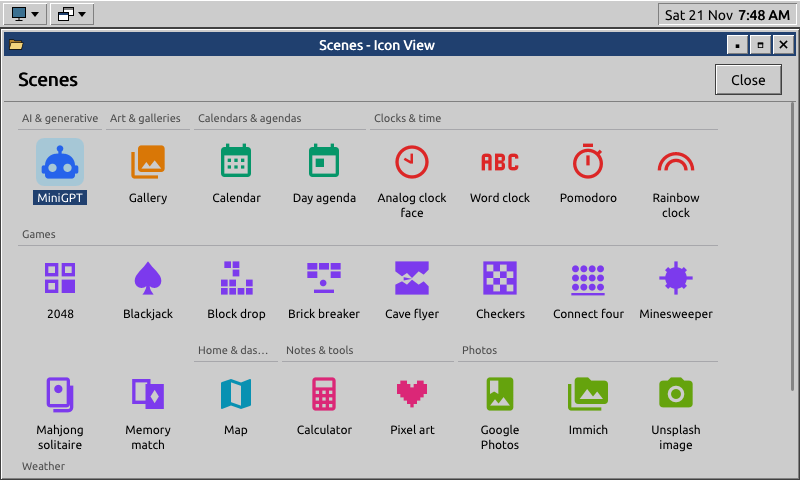 Sat 21 Nov 7:48 AM
Scenes - Icon View
Scenes
Close
AI & generative
Art & galleries
Calendars & agendas
Clocks & time
MiniGPT
Gallery
Calendar
Day agenda
Analog clock
face
ABC
Word clock
Pomodoro
Rainbow
clock
Games
2048
Blackjack
Block drop
Brick breaker
Cave flyer
Checkers
Connect four
Minesweeper
Home & das...
Notes & tools
Photos
Mahjong
solitaire
Memory
match
Map
Calculator
Pixel art
Google
Photos
Immich
Unsplash
image
Weather